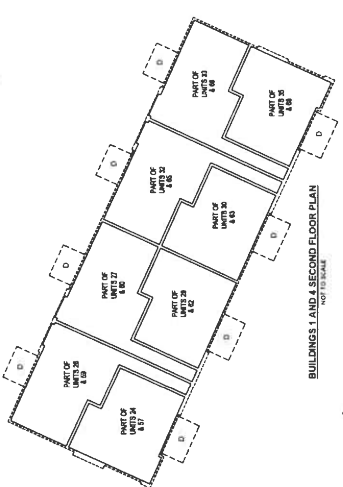 D
PART OF
UNITS 33
& 68
PART OF
UNITS 35
& 66
D
D
PART OF
UNITS 32
& 65
PART OF
UNITS 30
& 63
D
D
PART OF
UNITS 27
& 60
PART OF
UNITS 29
& 62
D
D
PART OF
UNITS 26
& 59
PART OF
UNITS 24
& 57
D
BUILDINGS 1 AND 4 SECOND FLOOR PLAN
NOT TO SCALE